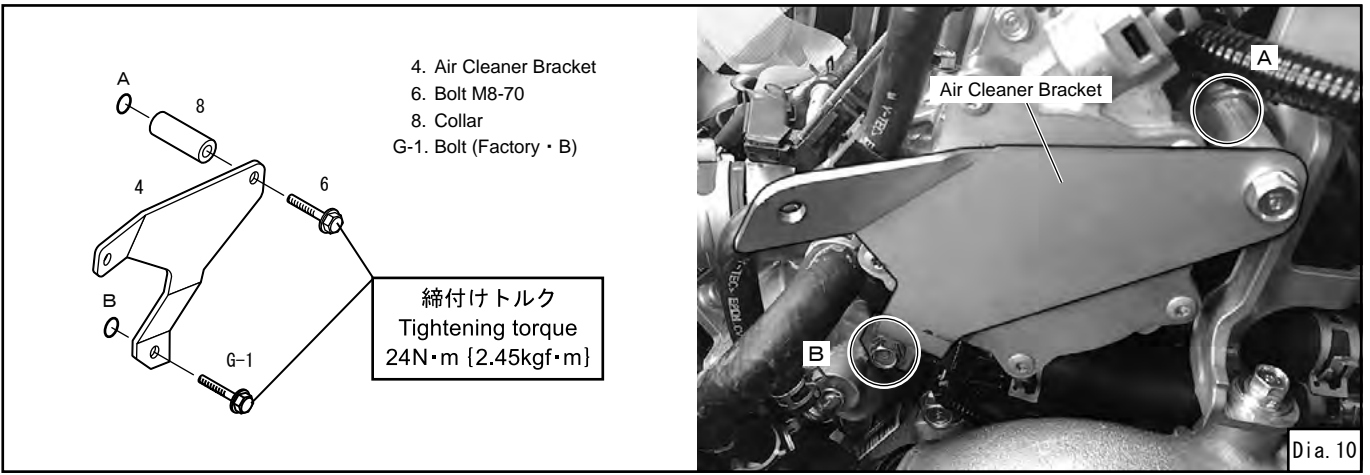 A
8
4
6
B
G-1
4. Air Cleaner Bracket
6. Bolt M8-70
8. Collar
G-1. Bolt (Factory・B)
締付けトルク
Tightening torque
24N・m {2.45kgf・m}
Air Cleaner Bracket
A
B
Dia. 10